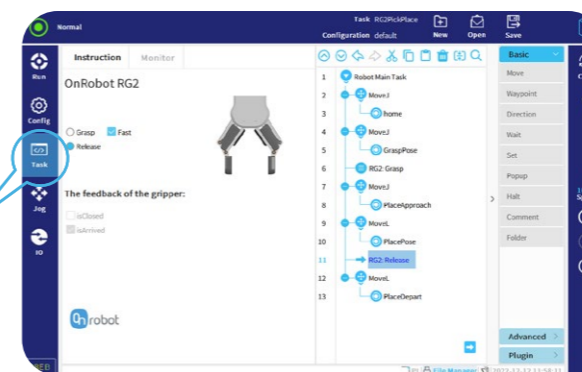 Normal
Task RG2PickPlace
Configuration default
New
Open
Save
Run
Config
Task
Jog
IO
Instruction
Monitor
OnRobot RG2
Grasp
Fast
Release
The feedback of the gripper:
isClosed
isArrived
OnRobot
1 Robot Main Task
2 MoveJ
3 home
4 MoveJ
5 GraspPose
6 RG2: Grasp
7 MoveJ
8 PlaceApproach
9 MoveL
10 PlacePose
11 RG2: Release
12 MoveL
13 PlaceDepart
Basic
Move
Waypoint
Direction
Wait
Set
Popup
Halt
Comment
Folder
Advanced
Plugin
File Manager